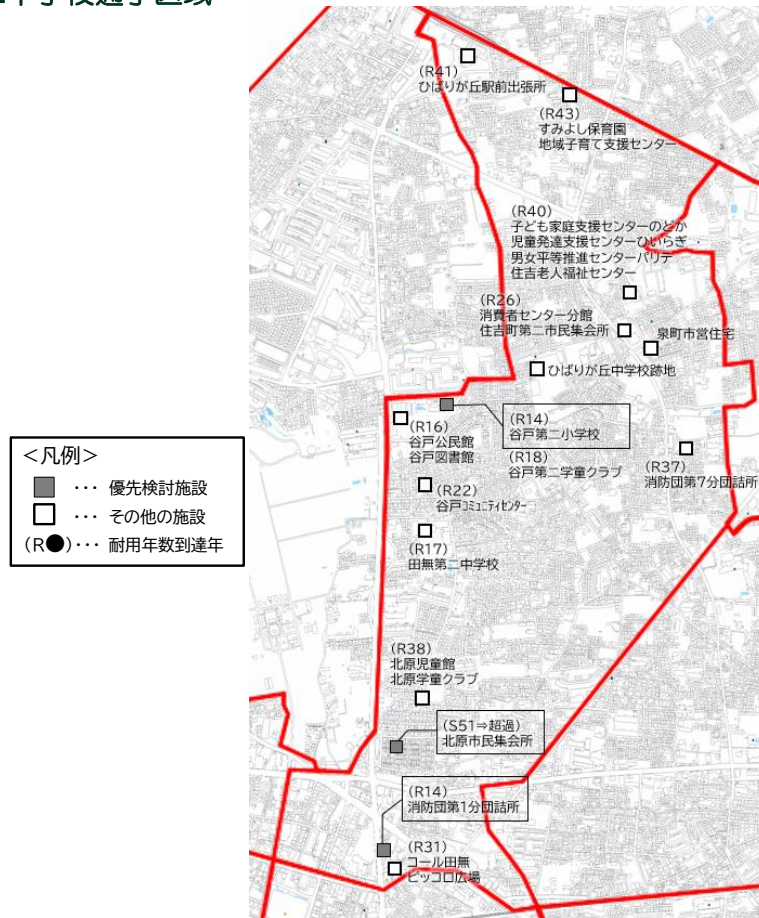 (R41)
ひばりが丘駅前出張所
(R43)
すみよし保育園
地域子育て支援センター
(R40)
子ども家庭支援センターのどか
児童発達支援センターひいらぎ
男女平等推進センターパリテ
住吉老人福祉センター
(R26)
消費者センター分館
住吉町第二市民集会所
泉町市営住宅
ひばりが丘中学校跡地
(R16)
谷戸公民館
谷戸図書館
(R14)
谷戸第二小学校
(R18)
谷戸第二学童クラブ
(R37)
消防団第7分団詰所
(R22)
谷戸コミュニティセンター
(R17)
田無第二中学校
<凡例>
・・・ 優先検討施設
・・・ その他の施設
(R●)・・・ 耐用年数到達年
(R38)
北原児童館
北原学童クラブ
(S51⇒超過)
北原市民集会所
(R14)
消防団第1分団詰所
(R31)
コール田無
ピッコロ広場